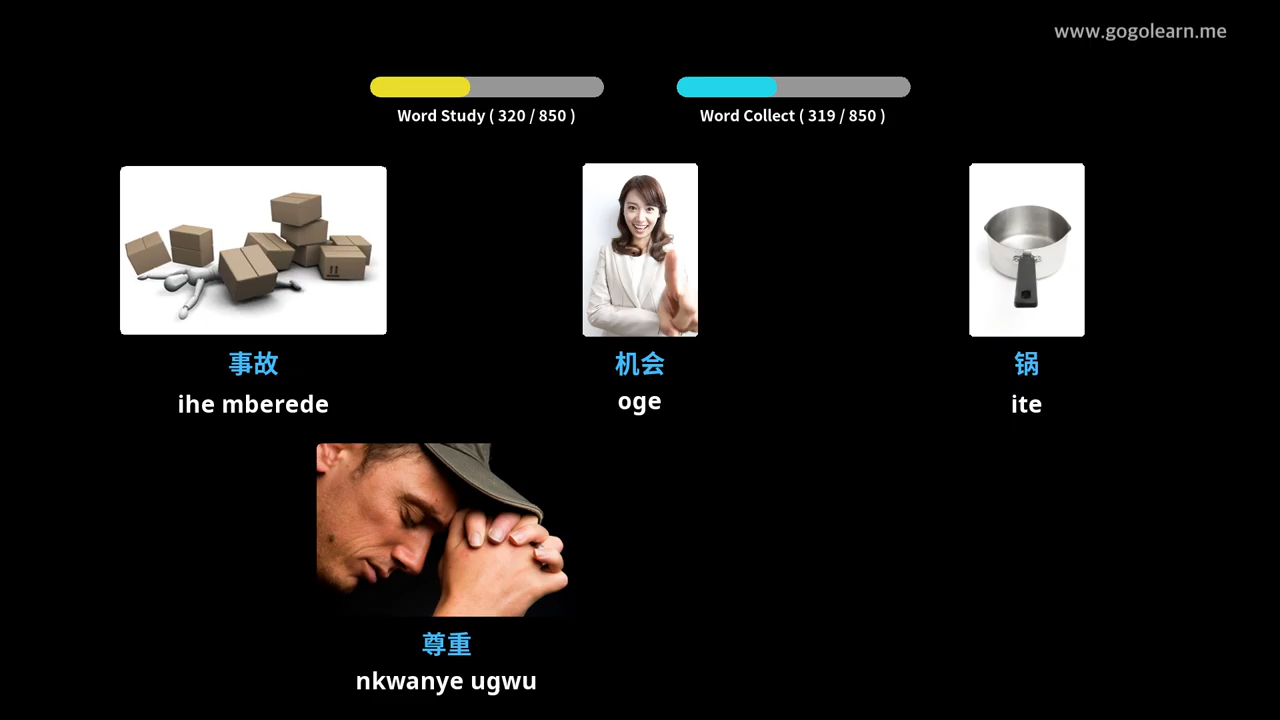 www.gogolearn.me
Word Study ( 320 / 850 )
Word Collect ( 319 / 850 )
事故
ihe mberede
机会
oge
锅
ite
尊重
nkwanye ugwu